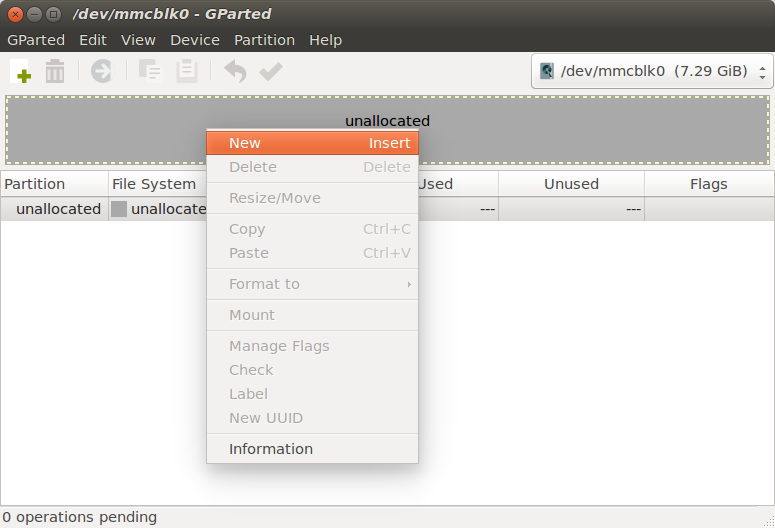 /dev/mmcblk0 - GParted
GParted Edit View Device Partition Help
/dev/mmcblk0 (7.29 GiB)
unallocated
Partition File System Used Unused Flags
unallocated unallocate --- ---
New Insert
Delete Delete
Resize/Move
Copy Ctrl+C
Paste Ctrl+V
Format to
Mount
Manage Flags
Check
Label
New UUID
Information
0 operations pending